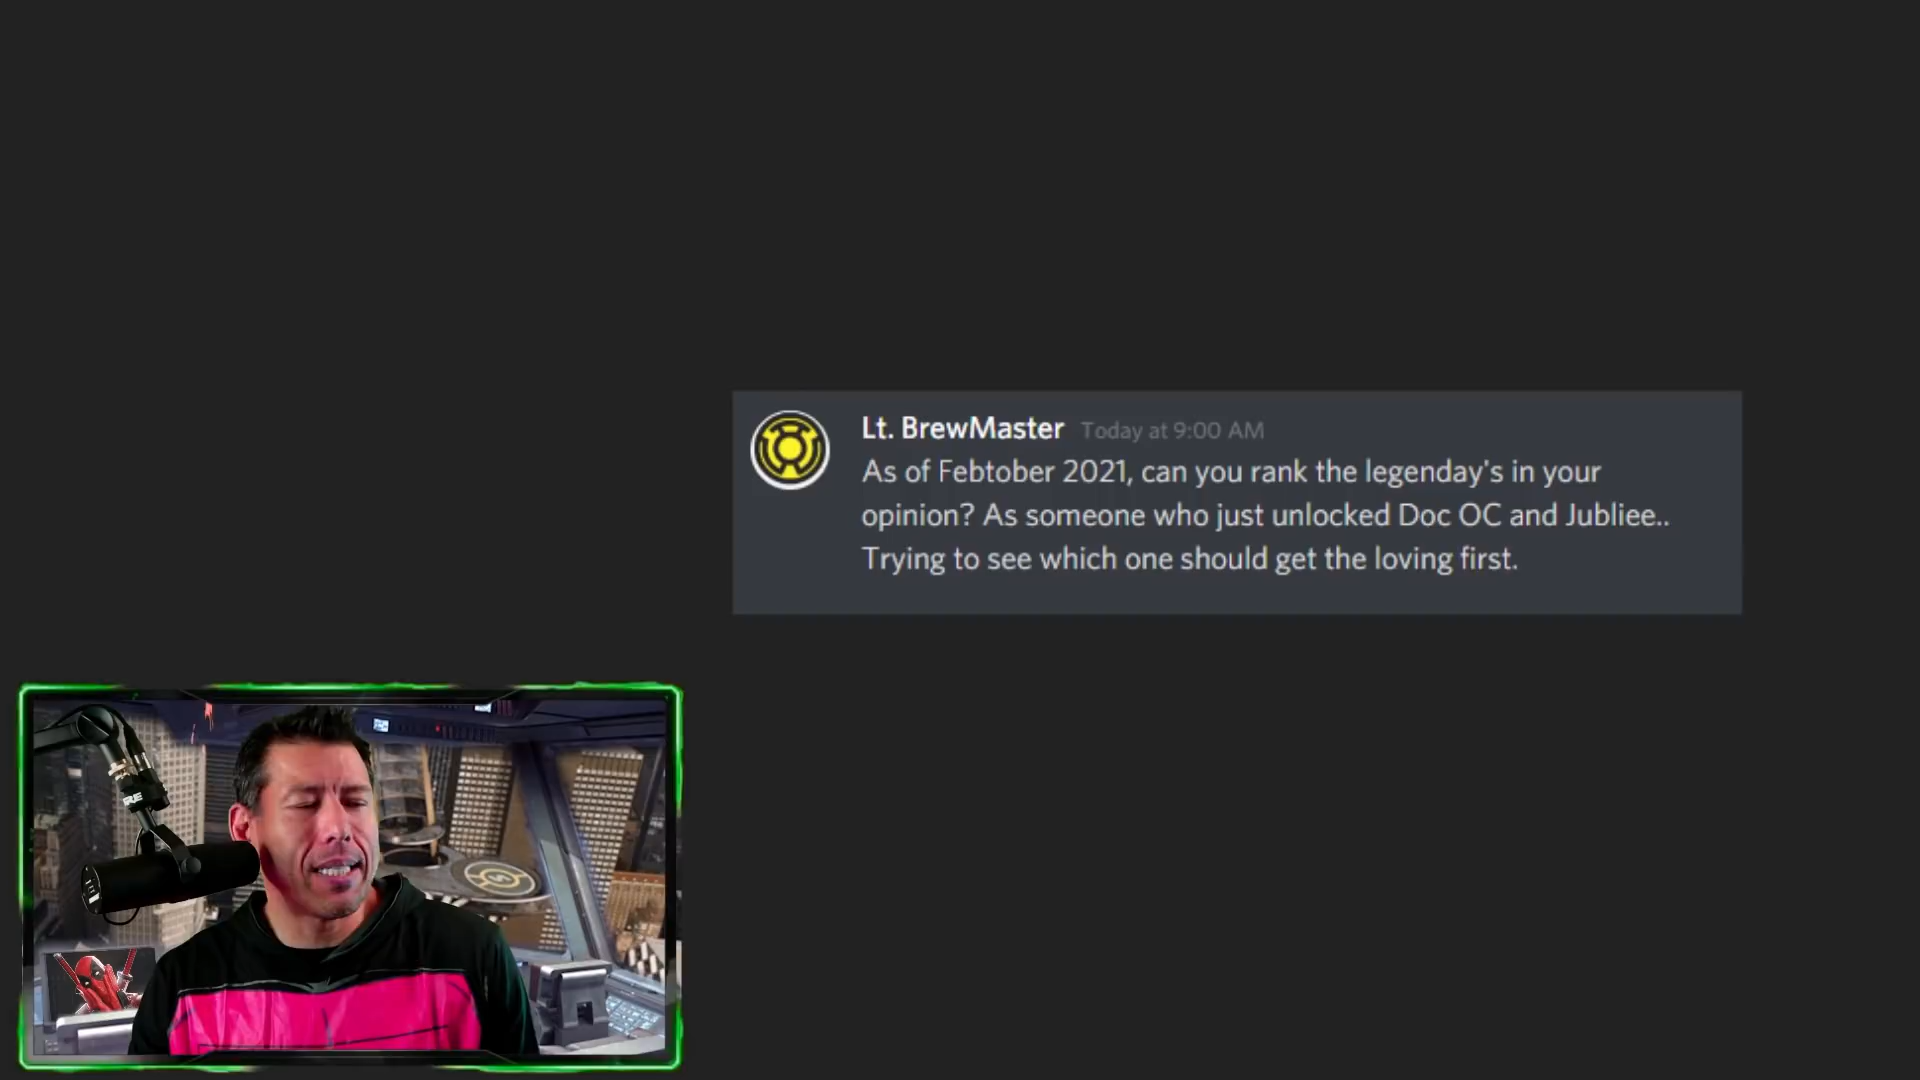 Lt. BrewMaster Today at 9:00 AM
As of Febtober 2021, can you rank the legenday's in your
opinion? As someone who just unlocked Doc OC and Jubliee..
Trying to see which one should get the loving first.